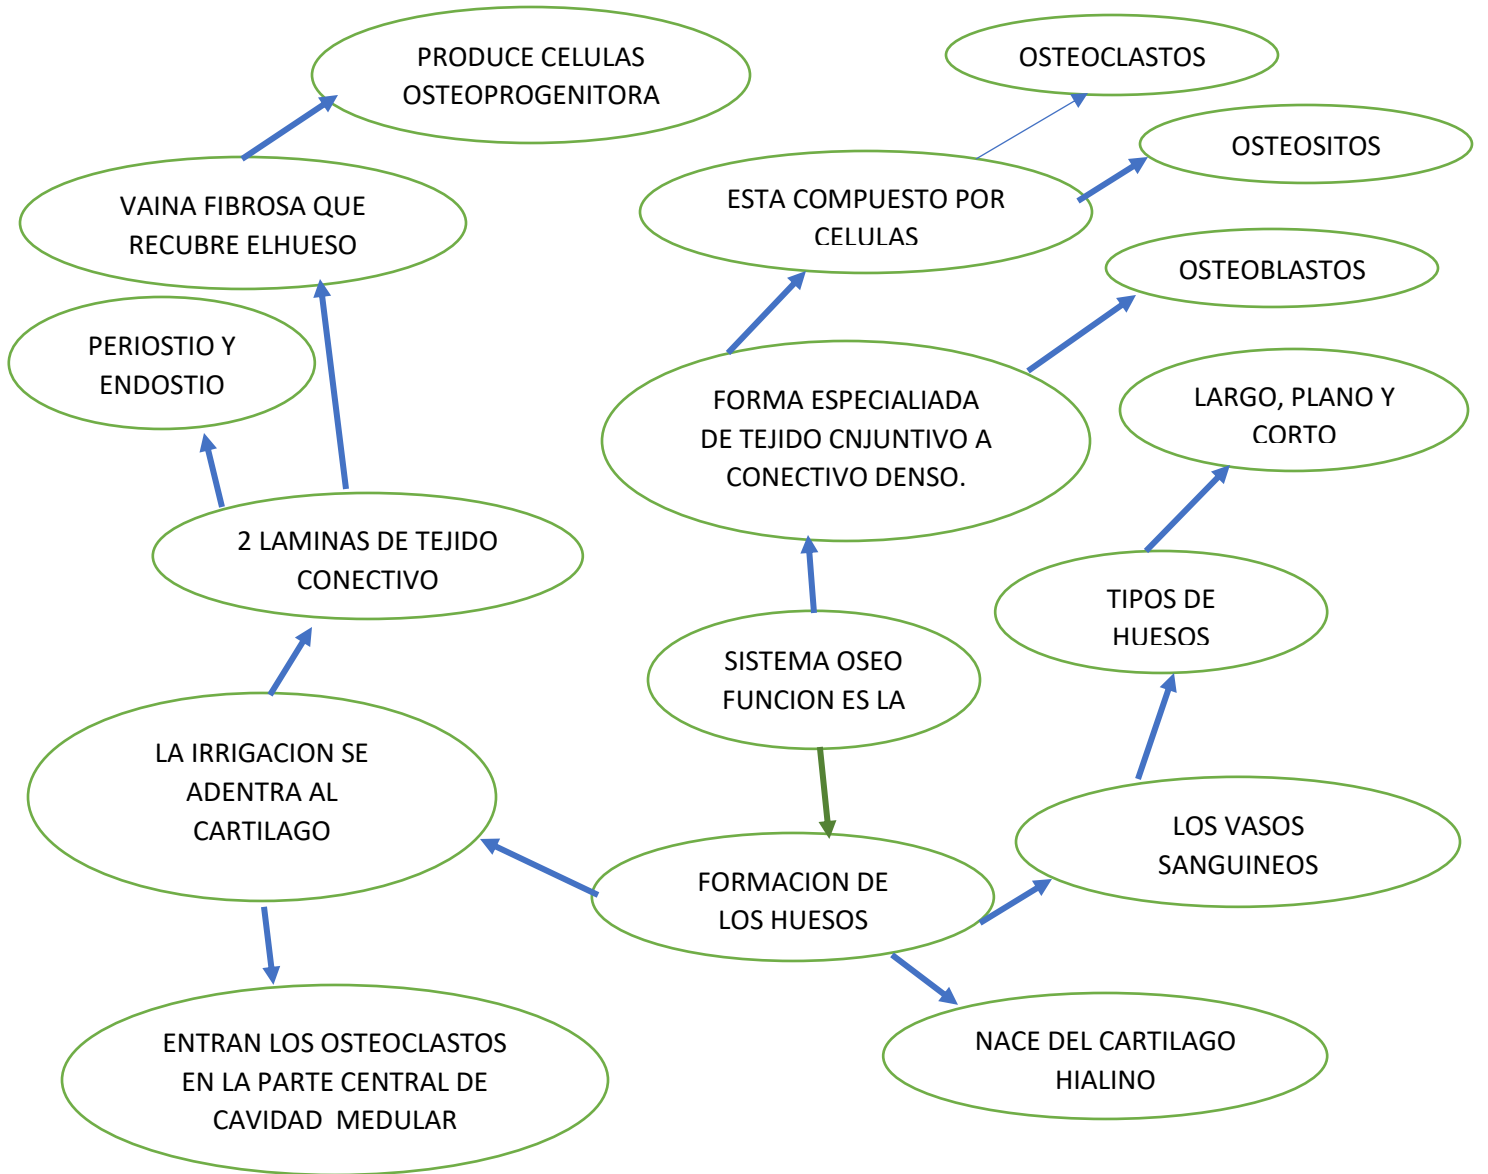 PRODUCE CELULAS
OSTEOPROGENITORA
OSTEOCLASTOS
OSTEOSITOS
VAINA FIBROSA QUE
RECUBRE ELHUESO
ESTA COMPUESTO POR
CELULAS
OSTEOBLASTOS
PERIOSTIO Y
ENDOSTIO
FORMA ESPECIALIADA
DE TEJIDO CNJUNTIVO A
CONECTIVO DENSO.
LARGO, PLANO Y
CORTO
2 LAMINAS DE TEJIDO
CONECTIVO
TIPOS DE
HUESOS
SISTEMA OSEO
FUNCION ES LA
LA IRRIGACION SE
ADENTRA AL
CARTILAGO
LOS VASOS
SANGUINEOS
FORMACION DE
LOS HUESOS
ENTRAN LOS OSTEOCLASTOS
EN LA PARTE CENTRAL DE
CAVIDAD  MEDULAR
NACE DEL CARTILAGO
HIALINO